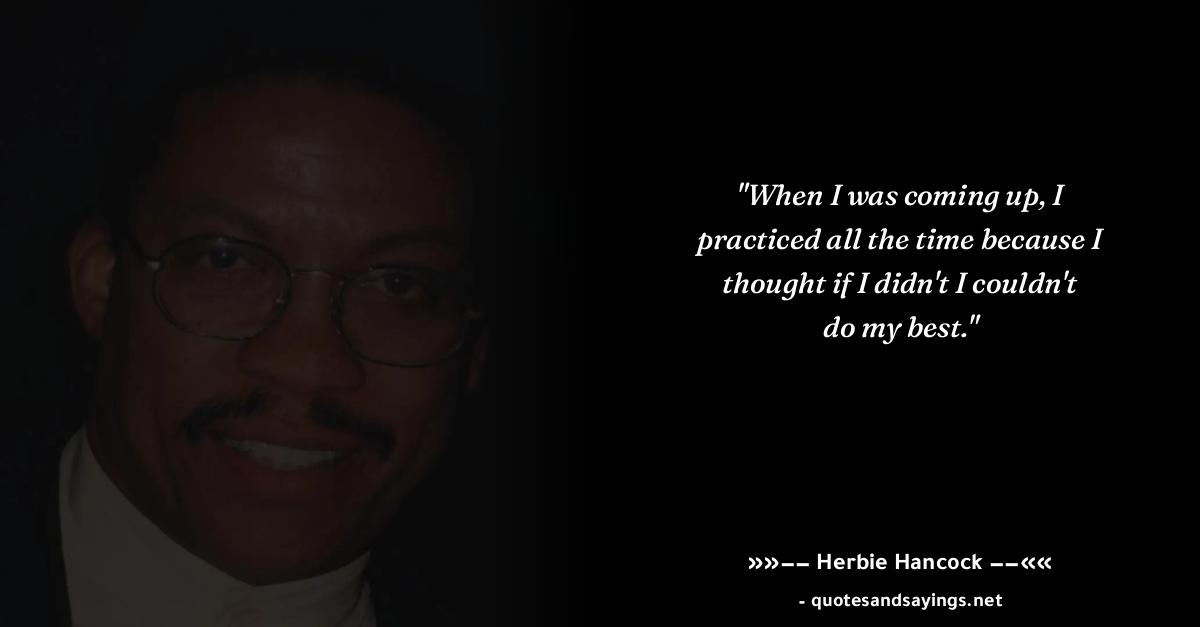 "When I was coming up, I
practiced all the time because I
thought if I didn't I couldn't
do my best."
»»−− Herbie Hancock −−««
- quotesandsayings.net